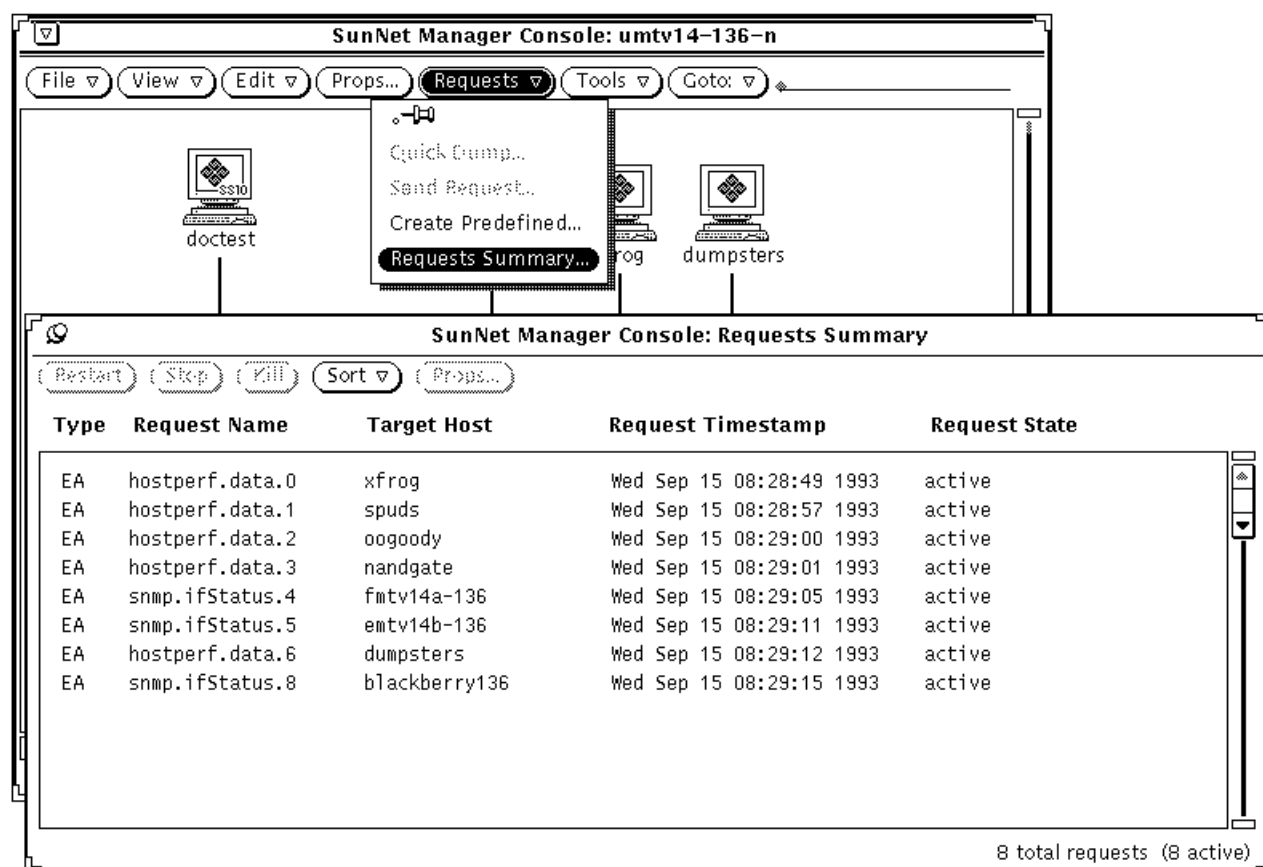 SunNet Manager Console: umtv14-136-n
File View Edit Props... Requests Tools Goto:
Quick Dump...
Send Request...
Create Predefined...
Requests Summary...
SS10
doctest
rog
dumpsters
SunNet Manager Console: Requests Summary
Restart Stop Kill Sort Props...
Type Request Name Target Host Request Timestamp Request State
EA hostperf.data.0 xfrog Wed Sep 15 08:28:49 1993 active
EA hostperf.data.1 spuds Wed Sep 15 08:28:57 1993 active
EA hostperf.data.2 oogoody Wed Sep 15 08:29:00 1993 active
EA hostperf.data.3 nandgate Wed Sep 15 08:29:01 1993 active
EA snmp.ifStatus.4 fmtv14a-136 Wed Sep 15 08:29:05 1993 active
EA snmp.ifStatus.5 emtv14b-136 Wed Sep 15 08:29:11 1993 active
EA hostperf.data.6 dumpsters Wed Sep 15 08:29:12 1993 active
EA snmp.ifStatus.8 blackberry136 Wed Sep 15 08:29:15 1993 active
8 total requests (8 active)